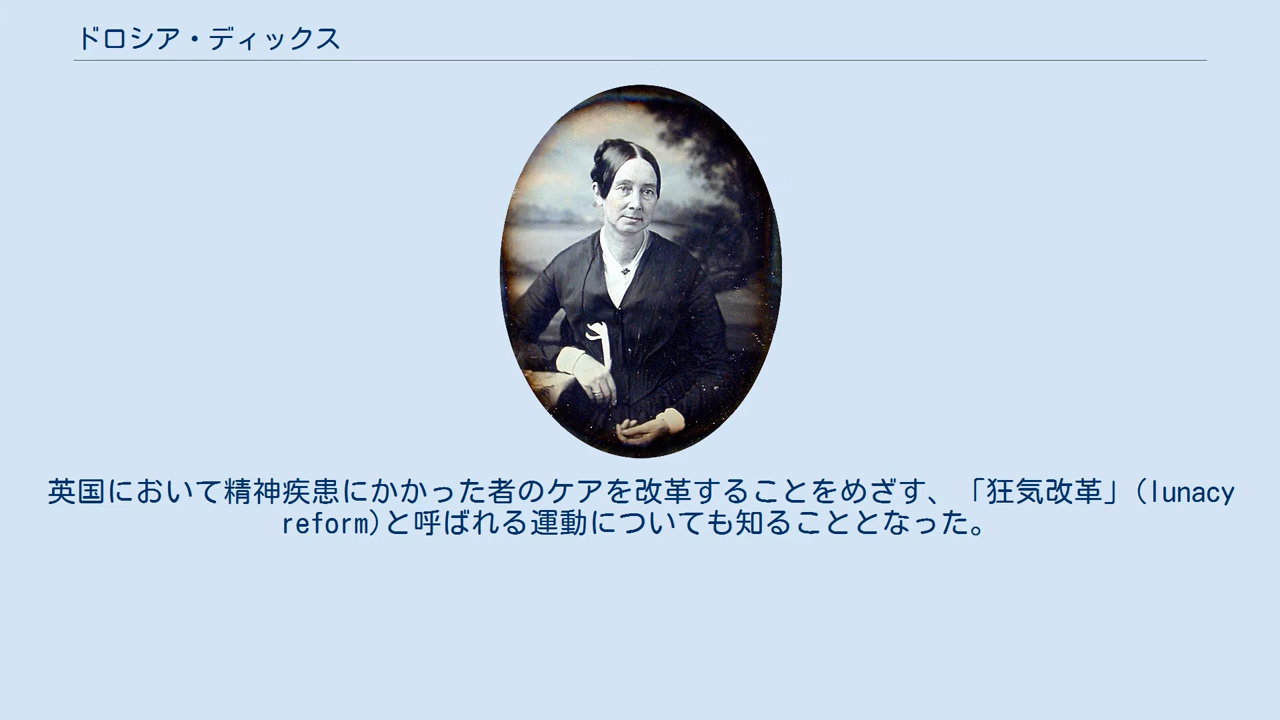 ドロシア・ディックス
英国において精神疾患にかかった者のケアを改革することをめざす、「狂気改革」(lunacy
reform)と呼ばれる運動についても知ることとなった。